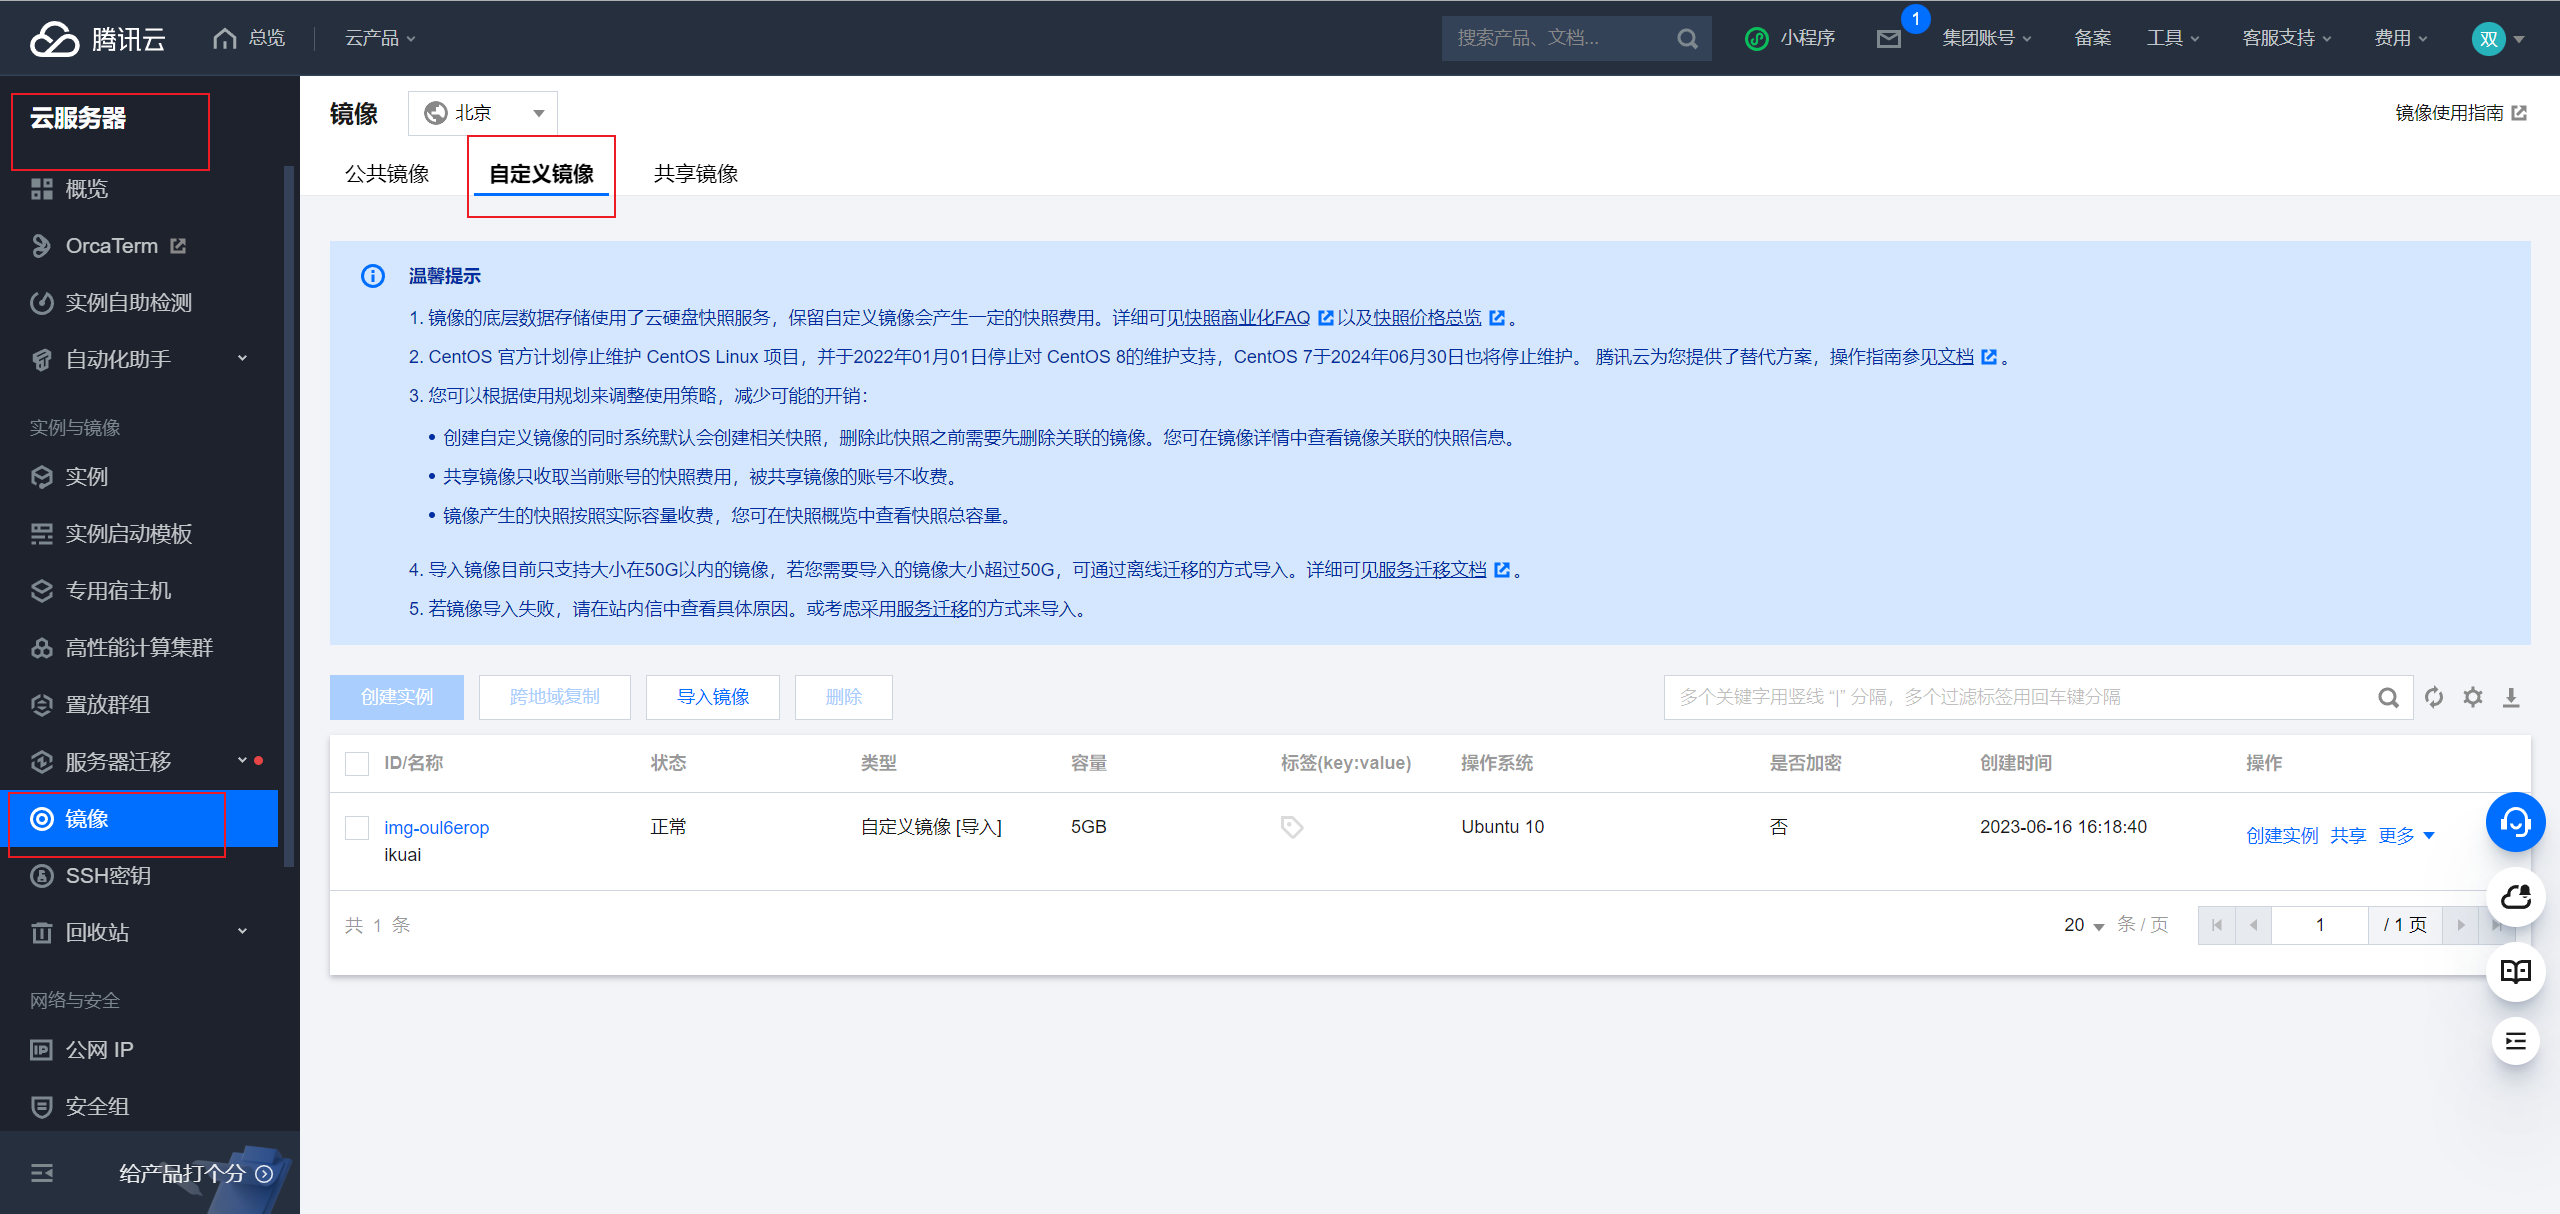 腾讯云
总览
云产品
搜索产品、文档...
小程序
1
集团账号
备案
工具
客服支持
费用
双
云服务器
概览
OrcaTerm
实例自助检测
自动化助手
实例与镜像
实例
实例启动模板
专用宿主机
高性能计算集群
置放群组
服务器迁移
镜像
SSH密钥
回收站
网络与安全
公网 IP
安全组
给产品打个分
镜像
北京
镜像使用指南
公共镜像
自定义镜像
共享镜像
温馨提示
1. 镜像的底层数据存储使用了云硬盘快照服务，保留自定义镜像会产生一定的快照费用。详细可见快照商业化FAQ 以及快照价格总览 。
2. CentOS 官方计划停止维护 CentOS Linux 项目，并于2022年01月01日停止对 CentOS 8的维护支持，CentOS 7于2024年06月30日也将停止维护。 腾讯云为您提供了替代方案，操作指南参见文档 。
3. 您可以根据使用规划来调整使用策略，减少可能的开销：
• 创建自定义镜像的同时系统默认会创建相关快照，删除此快照之前需要先删除关联的镜像。您可在镜像详情中查看镜像关联的快照信息。
• 共享镜像只收取当前账号的快照费用，被共享镜像的账号不收费。
• 镜像产生的快照按照实际容量收费，您可在快照概览中查看快照总容量。
4. 导入镜像目前只支持大小在50G以内的镜像，若您需要导入的镜像大小超过50G，可通过离线迁移的方式导入。详细可见服务迁移文档 。
5. 若镜像导入失败，请在站内信中查看具体原因。或考虑采用服务迁移的方式来导入。
创建实例
跨地域复制
导入镜像
删除
多个关键字用竖线 “|” 分隔，多个过滤标签用回车键分隔
ID/名称 状态 类型 容量 标签(key:value) 操作系统 是否加密 创建时间 操作
img-oul6erop 正常 自定义镜像 [导入] 5GB Ubuntu 10 否 2023-06-16 16:18:40 创建实例 共享 更多
ikuai
共 1 条
20 条 / 页
1 / 1 页